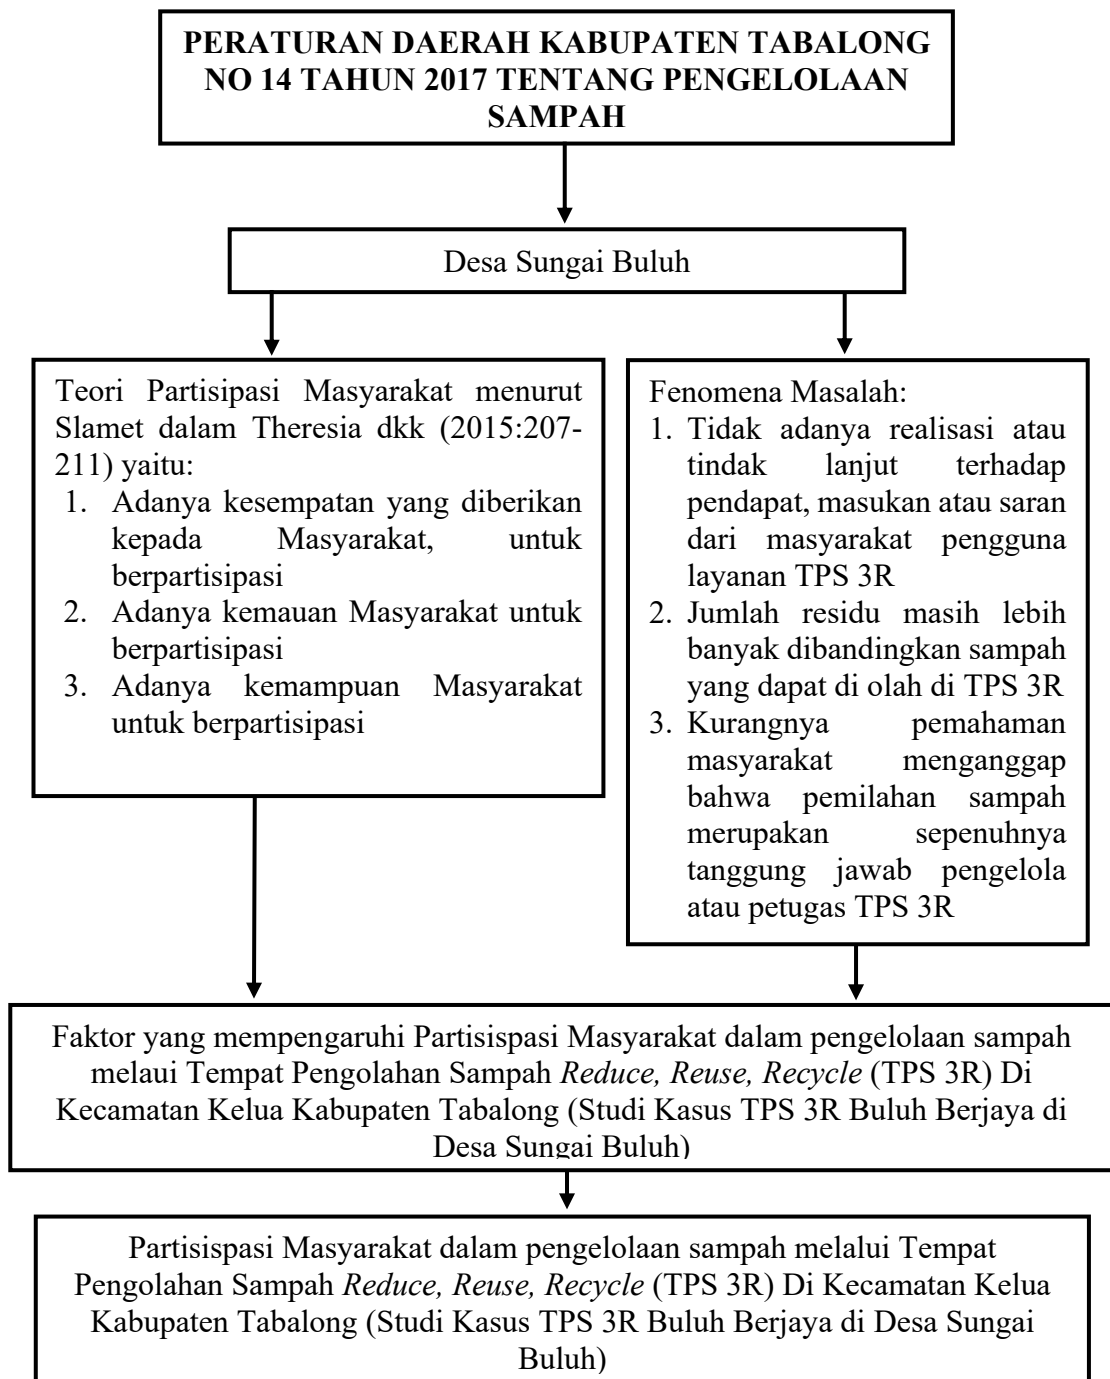 PERATURAN DAERAH KABUPATEN TABALONG
NO 14 TAHUN 2017 TENTANG PENGELOLAAN
SAMPAH
Desa Sungai Buluh
Teori Partisipasi Masyarakat menurut
Slamet dalam Theresia dkk (2015:207-
211) yaitu:
1. Adanya kesempatan yang diberikan
kepada Masyarakat, untuk
berpartisipasi
2. Adanya kemauan Masyarakat untuk
berpartisipasi
3. Adanya kemampuan Masyarakat
untuk berpartisipasi
Fenomena Masalah:
1. Tidak adanya realisasi atau
tindak lanjut terhadap
pendapat, masukan atau saran
dari masyarakat pengguna
layanan TPS 3R
2. Jumlah residu masih lebih
banyak dibandingkan sampah
yang dapat di olah di TPS 3R
3. Kurangnya pemahaman
masyarakat menganggap
bahwa pemilahan sampah
merupakan sepenuhnya
tanggung jawab pengelola
atau petugas TPS 3R
Faktor yang mempengaruhi Partisispasi Masyarakat dalam pengelolaan sampah
melaui Tempat Pengolahan Sampah Reduce, Reuse, Recycle (TPS 3R) Di
Kecamatan Kelua Kabupaten Tabalong (Studi Kasus TPS 3R Buluh Berjaya di
Desa Sungai Buluh)
Partisispasi Masyarakat dalam pengelolaan sampah melalui Tempat
Pengolahan Sampah Reduce, Reuse, Recycle (TPS 3R) Di Kecamatan Kelua
Kabupaten Tabalong (Studi Kasus TPS 3R Buluh Berjaya di Desa Sungai
Buluh)